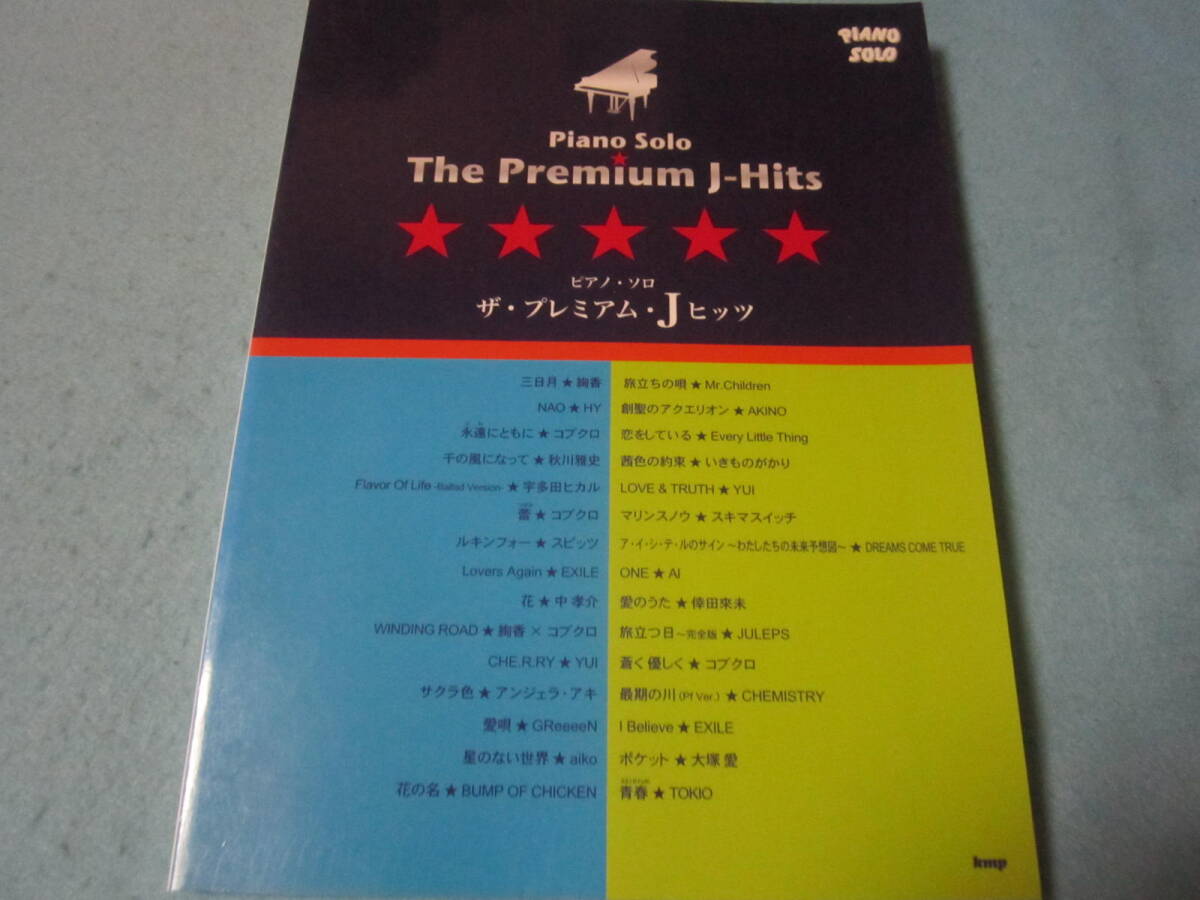 PIANO
SOLO
Piano Solo
The Premium J-Hits
ピアノ・ソロ
ザ・プレミアム・Jヒッツ
三日月★絢香
NAO★HY
永遠にともに★コブクロ
千の風になって★秋川雅史
Flavor Of Life -Ballad Version-★宇多田ヒカル
蕾★コブクロ
ルキンフォー★スピッツ
Lovers Again★EXILE
花★中 孝介
WINDING ROAD★絢香×コブクロ
CHE.R.RY★YUI
サクラ色★アンジェラ・アキ
愛唄★GReeeeN
星のない世界★aiko
花の名★BUMP OF CHICKEN
旅立ちの唄★Mr.Children
創聖のアクエリオン★AKINO
恋をしている★Every Little Thing
茜色の約束★いきものがかり
LOVE & TRUTH★YUI
マリンスノウ★スキマスイッチ
ア・イ・シ・テ・ルのサイン〜わたしたちの未来予想図〜★DREAMS COME TRUE
ONE★AI
愛のうた★倖田來未
旅立つ日〜完全版★JULEPS
蒼く優しく★コブクロ
最期の川(Pf Ver.)★CHEMISTRY
I Believe★EXILE
ポケット★大塚 愛
青春★TOKIO
kmp